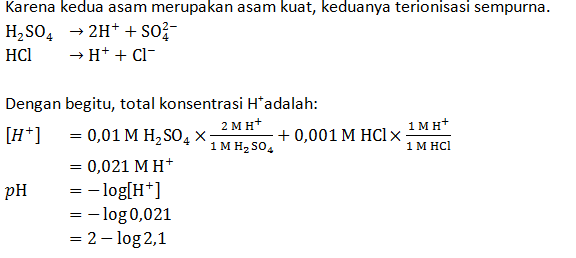 Karena kedua asam merupakan asam kuat, keduanya terionisasi sempurna.
H₂SO₄ → 2H⁺ + SO₄²⁻
HCl → H⁺ + Cl⁻
Dengan begitu, total konsentrasi H⁺adalah:
[H⁺] = 0,01 M H₂SO₄ × (2 M H⁺)/(1 M H₂SO₄) + 0,001 M HCl × (1 M H⁺)/(1 M HCl)
= 0,021 M H⁺
pH = − log[H⁺]
= − log 0,021
= 2 − log 2,1